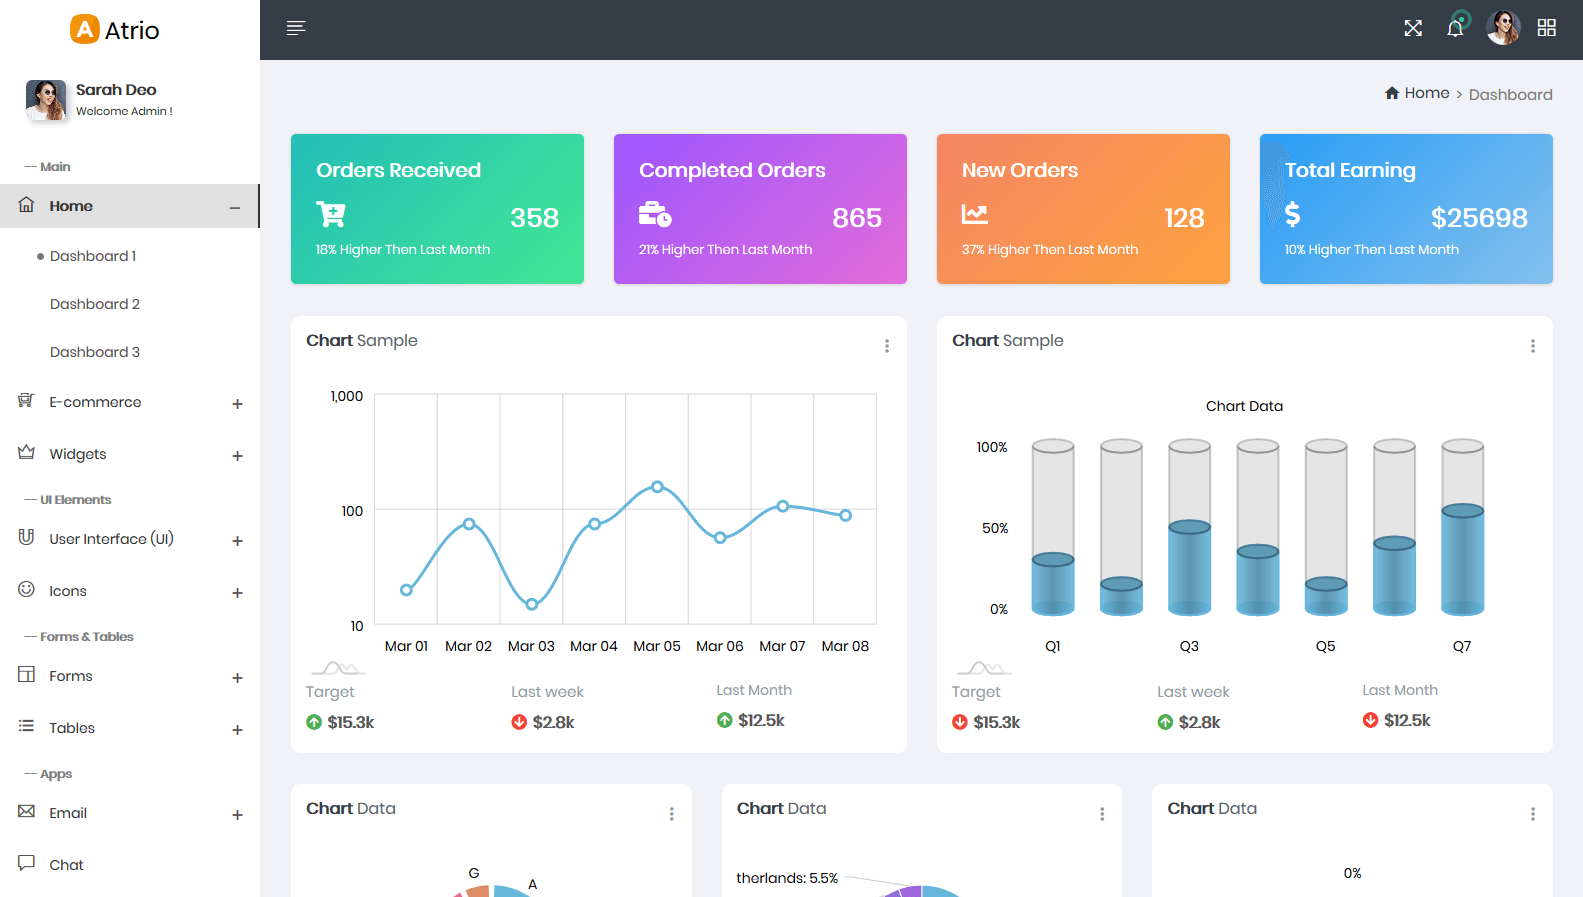 A Atrio
Sarah Deo
Welcome Admin !
Main
Home
Dashboard 1
Dashboard 2
Dashboard 3
E-commerce
Widgets
UI Elements
User Interface (UI)
Icons
Forms & Tables
Forms
Tables
Apps
Email
Chat
Home > Dashboard
Orders Received
358
18% Higher Then Last Month
Completed Orders
865
21% Higher Then Last Month
New Orders
128
37% Higher Then Last Month
Total Earning
$ $25698
10% Higher Then Last Month
Chart Sample
1,000
100
10
Mar 01 Mar 02 Mar 03 Mar 04 Mar 05 Mar 06 Mar 07 Mar 08
Target Last week Last Month
$15.3k $2.8k $12.5k
Chart Sample
Chart Data
100%
50%
0%
Q1 Q3 Q5 Q7
Target Last week Last Month
$15.3k $2.8k $12.5k
Chart Data
G
A
Chart Data
therlands: 5.5%
Chart Data
0%